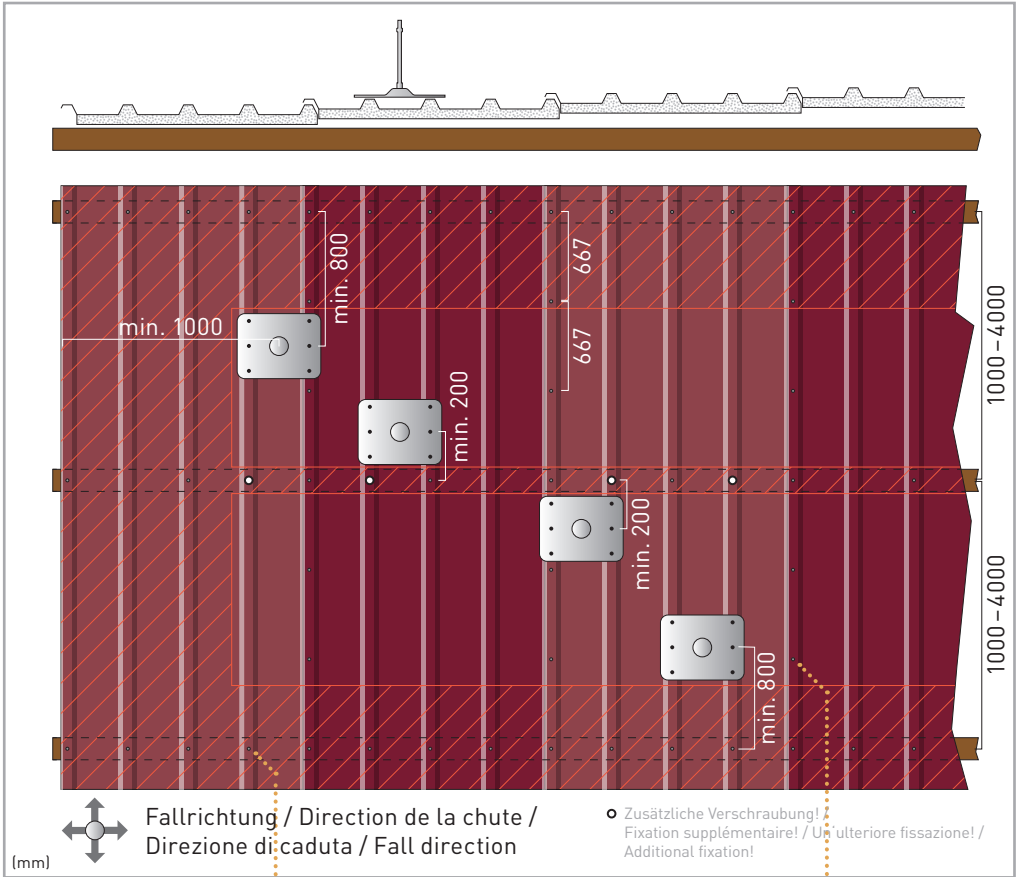 min. 800
667
min. 1000
667
1000–4000
min. 200
min. 200
1000–4000
min. 800
Fallrichtung / Direction de la chute /
Direzione di caduta / Fall direction
Zusätzliche Verschraubung! /
Fixation supplémentaire! / Un'ulteriore fissazione! /
Additional fixation!
(mm)